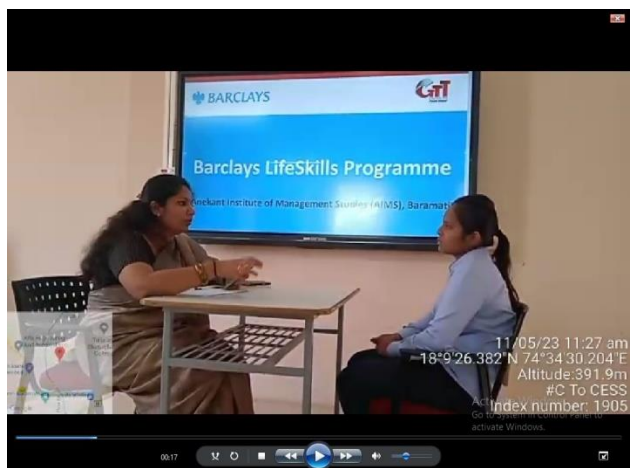 BARCLAYS
GTT
Barclays LifeSkills Programme
Anekant Institute of Management Studies (AIMS), Baramati
11/05/23 11:27 am
18°9'26.382"N 74°34'30.204"E
Altitude:391.9m
#C To CESS
Index number: 1905
Go to System in Control Panel to
activate Windows.
00:17